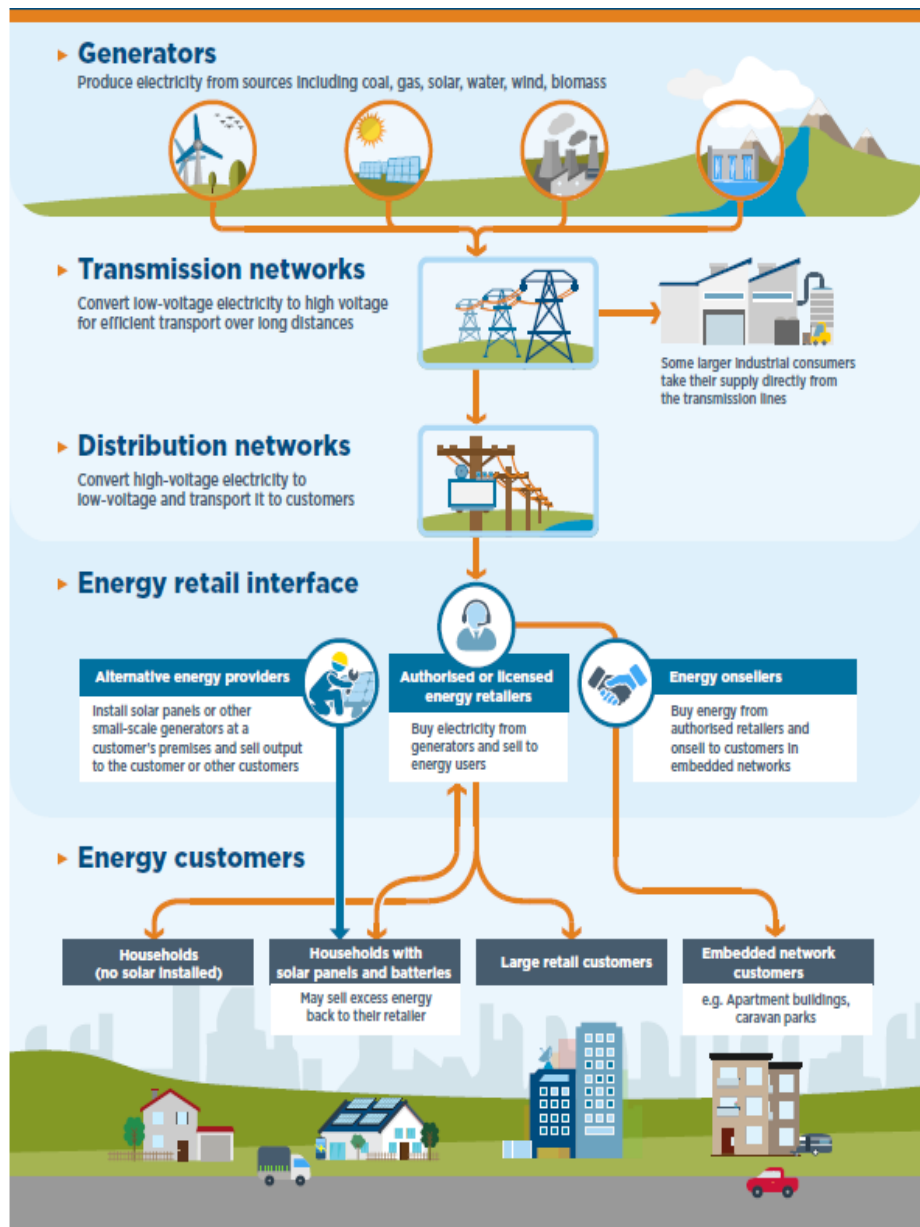 Generators
Produce electricity from sources including coal, gas, solar, water, wind, biomass
Transmission networks
Convert low-voltage electricity to high voltage
for efficient transport over long distances
Some larger industrial consumers
take their supply directly from
the transmission lines
Distribution networks
Convert high-voltage electricity to
low-voltage and transport it to customers
Energy retail interface
Alternative energy providers
Install solar panels or other
small-scale generators at a
customer's premises and sell output
to the customer or other customers
Authorised or licensed
energy retailers
Buy electricity from
generators and sell to
energy users
Energy onsellers
Buy energy from
authorised retailers and
onsell to customers in
embedded networks
Energy customers
Households
(no solar installed)
Households with
solar panels and batteries
May sell excess energy
back to their retailer
Large retail customers
Embedded network
customers
e.g. Apartment buildings,
caravan parks